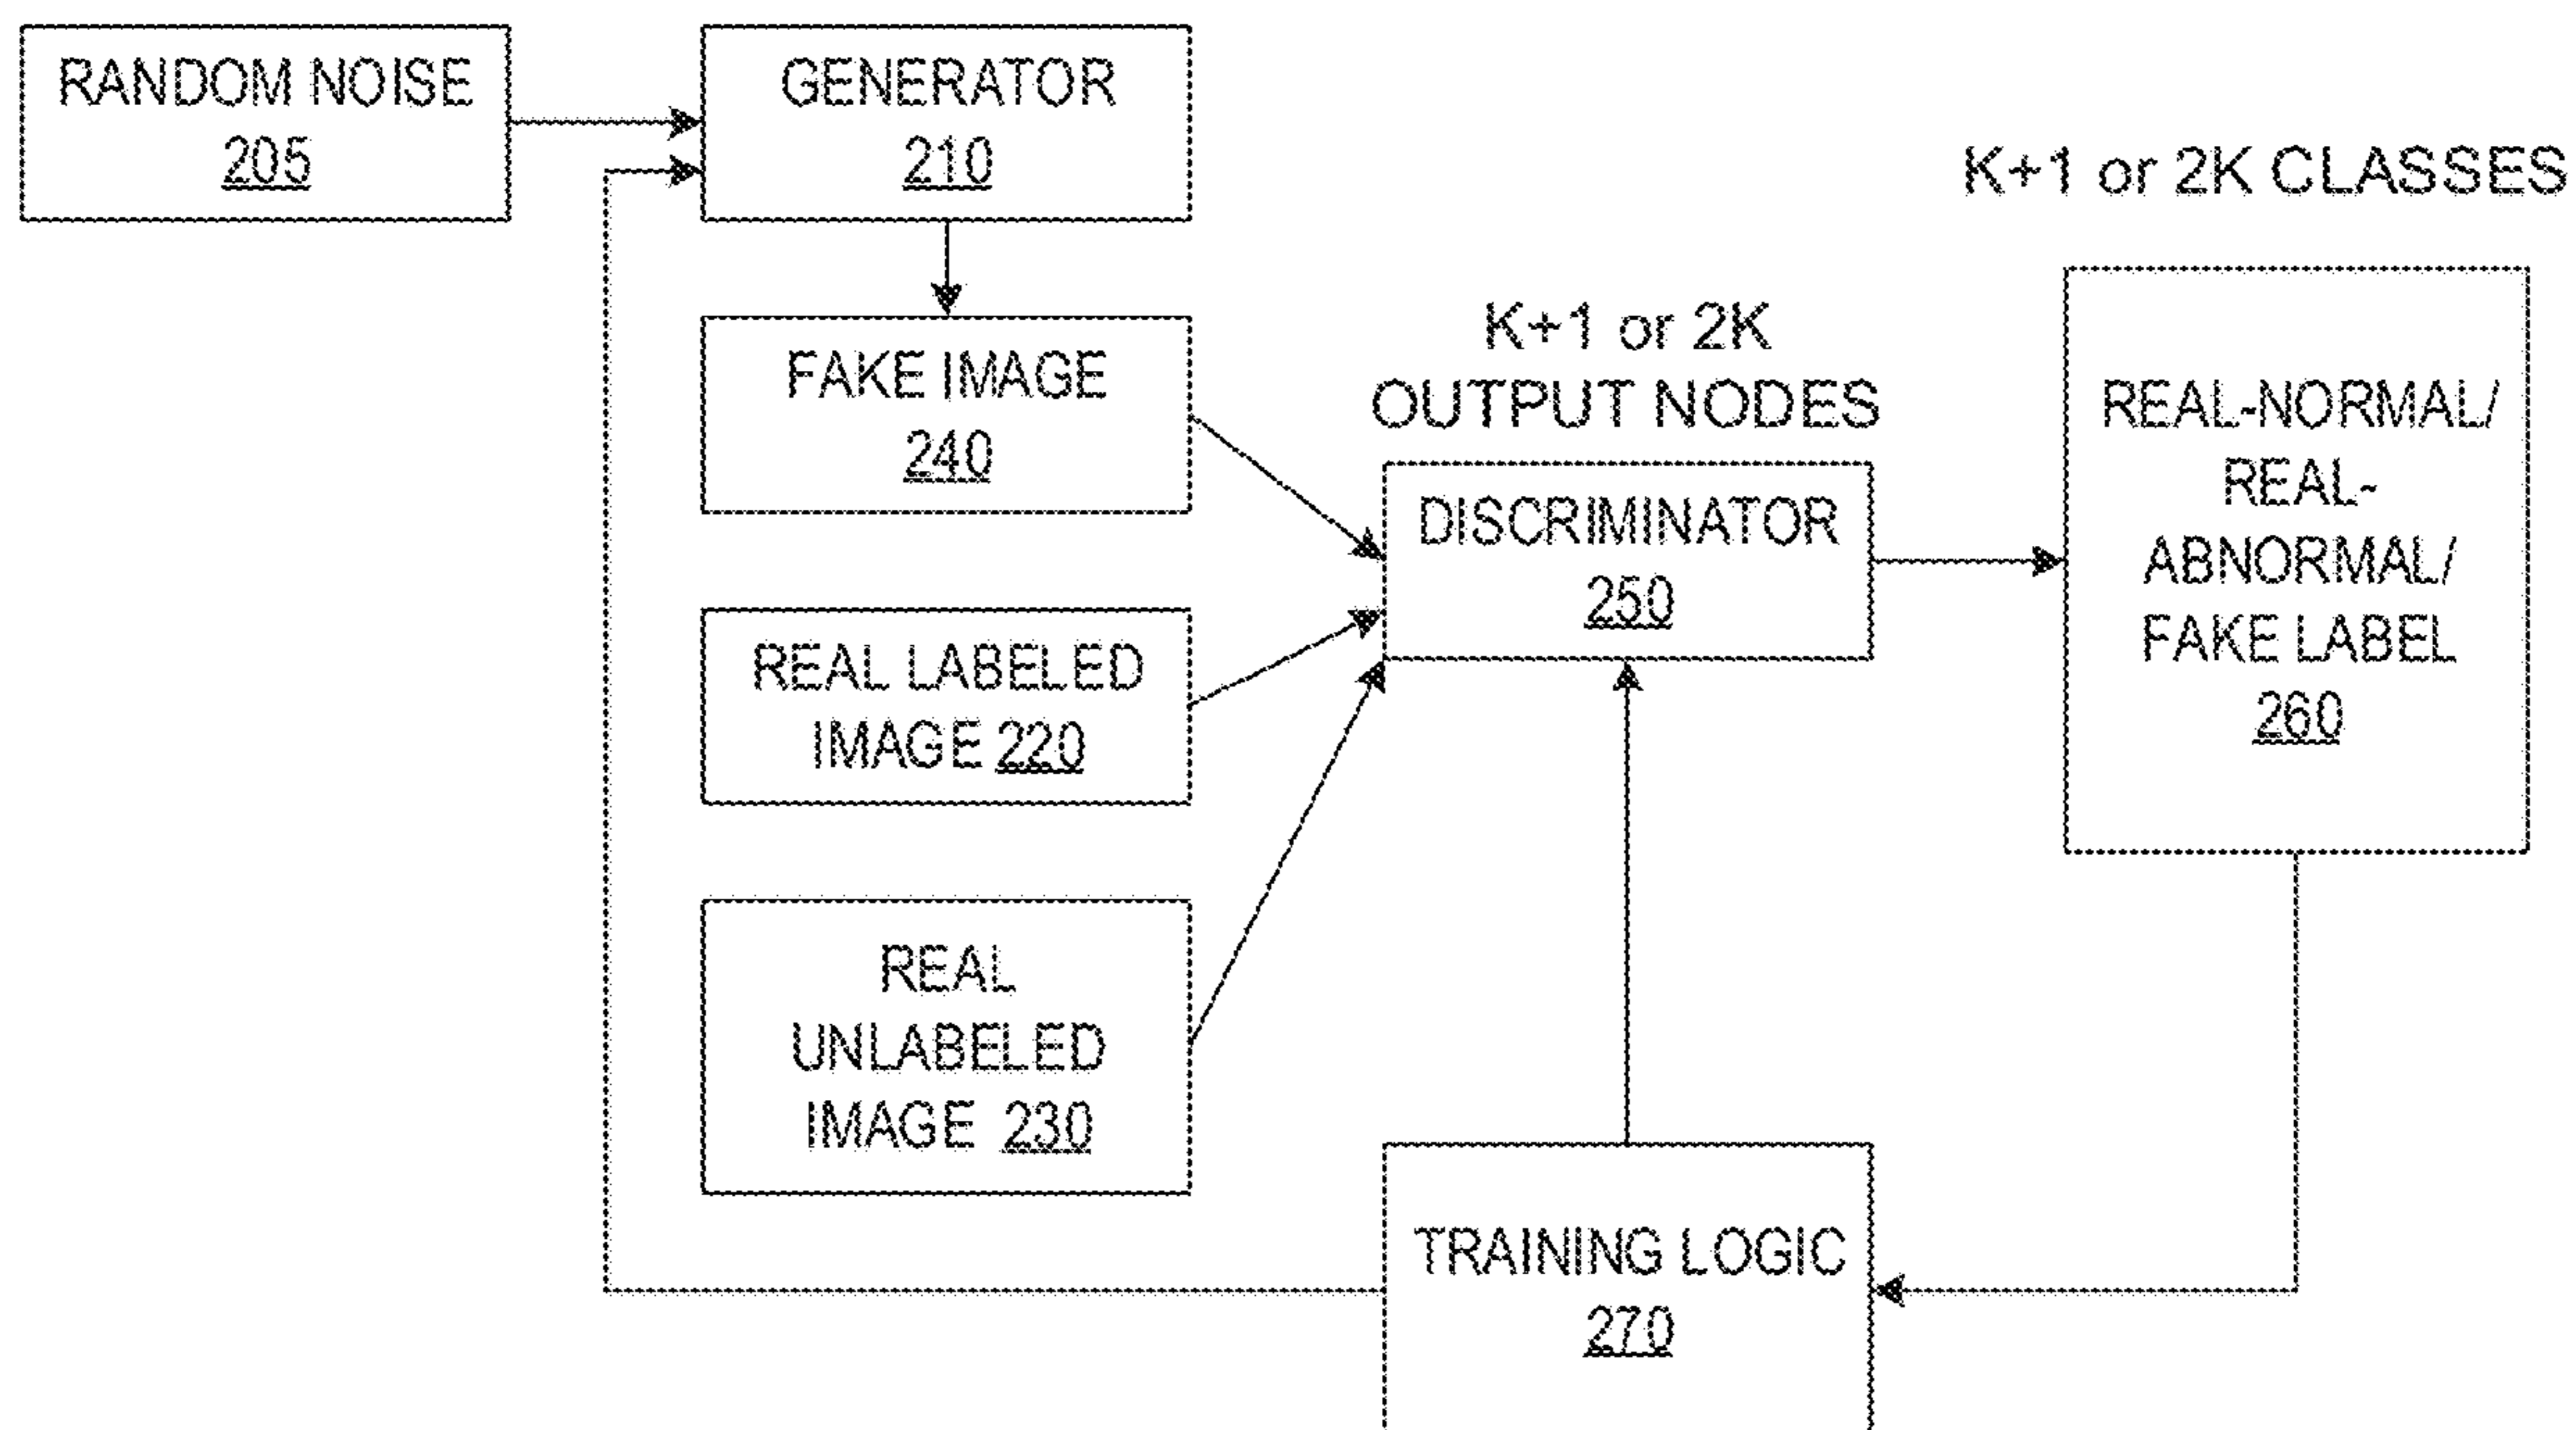 RANDOM NOISE
205
GENERATOR
210
K+1 or 2K CLASSES
FAKE IMAGE
240
K+1 or 2K
OUTPUT NODES
DISCRIMINATOR
250
REAL-NORMAL/
REAL-
ABNORMAL/
FAKE LABEL
260
REAL LABELED
IMAGE 220
REAL
UNLABELED
IMAGE 230
TRAINING LOGIC
270